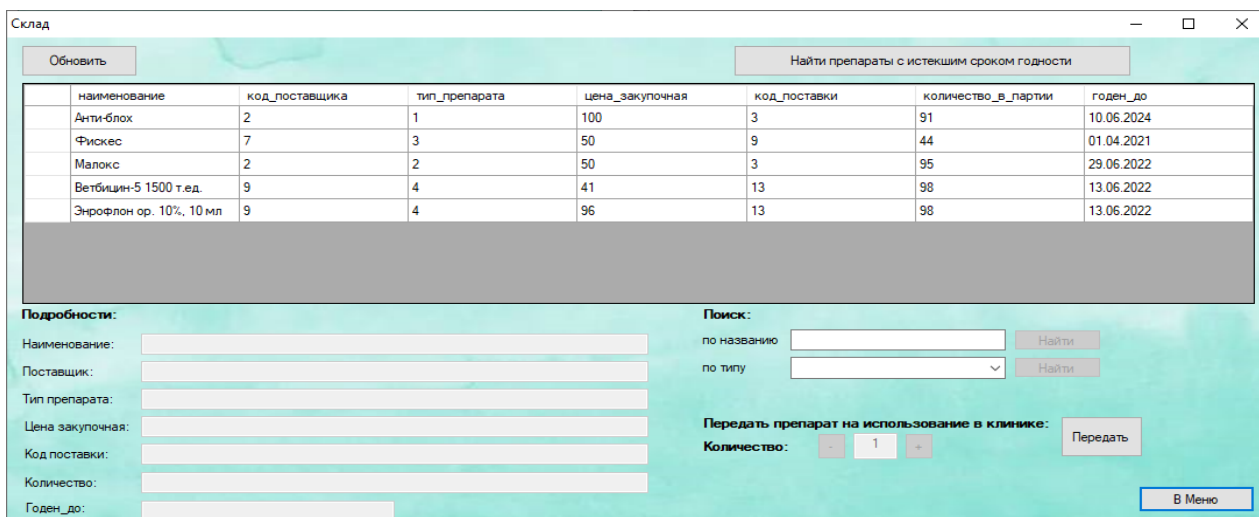 Склад
Обновить Найти препараты с истекшим сроком годности
наименование код_поставщика тип_препарата цена_закупочная код_поставки количество_в_партии годен_до
Анти-блох 2 1 100 3 91 10.06.2024
Фискес 7 3 50 9 44 01.04.2021
Малокс 2 2 50 3 95 29.06.2022
Ветбицин-5 1500 т.ед. 9 4 41 13 98 13.06.2022
Энрофлон ор. 10%, 10 мл 9 4 96 13 98 13.06.2022
Подробности:
Наименование:
Поставщик:
Тип препарата:
Цена закупочная:
Код поставки:
Количество:
Годен_до:
Поиск:
по названию Найти
по типу Найти
Передать препарат на использование в клинике:
Количество: - 1 + Передать
В Меню